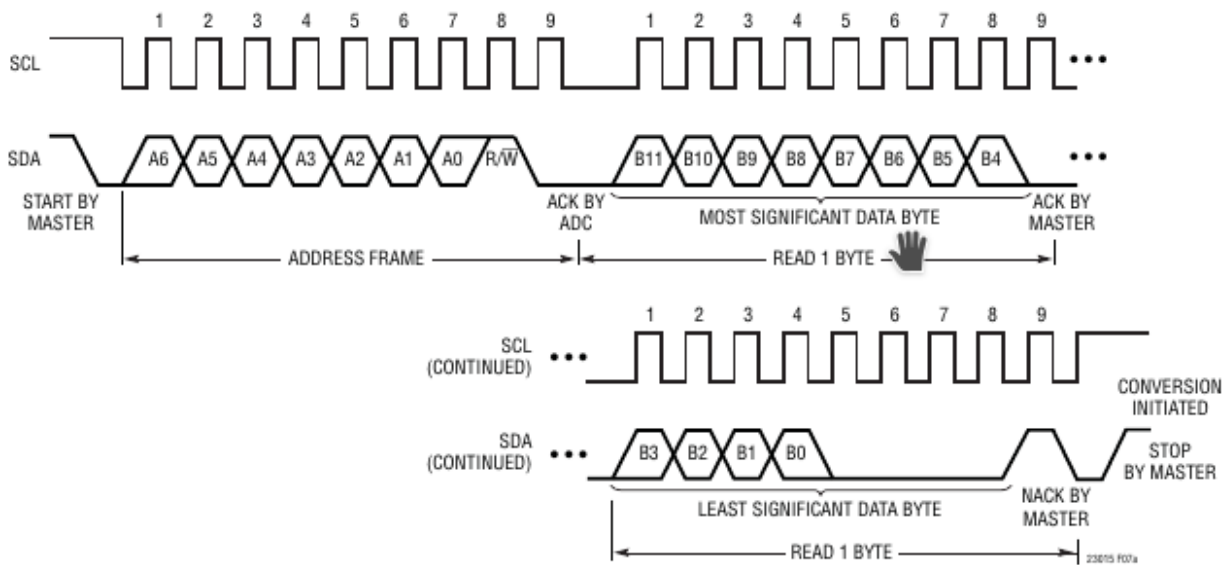 1 2 3 4 5 6 7 8 9 1 2 3 4 5 6 7 8 9
SCL
SDA A6 A5 A4 A3 A2 A1 A0 R/W̅ B11 B10 B9 B8 B7 B6 B5 B4
START BY
MASTER
ACK BY
ADC
MOST SIGNIFICANT DATA BYTE
ACK BY
MASTER
ADDRESS FRAME READ 1 BYTE
1 2 3 4 5 6 7 8 9
SCL
(CONTINUED)
CONVERSION
INITIATED
SDA
(CONTINUED)
B3 B2 B1 B0
STOP
BY MASTER
LEAST SIGNIFICANT DATA BYTE
NACK BY
MASTER
READ 1 BYTE
23015 F07a